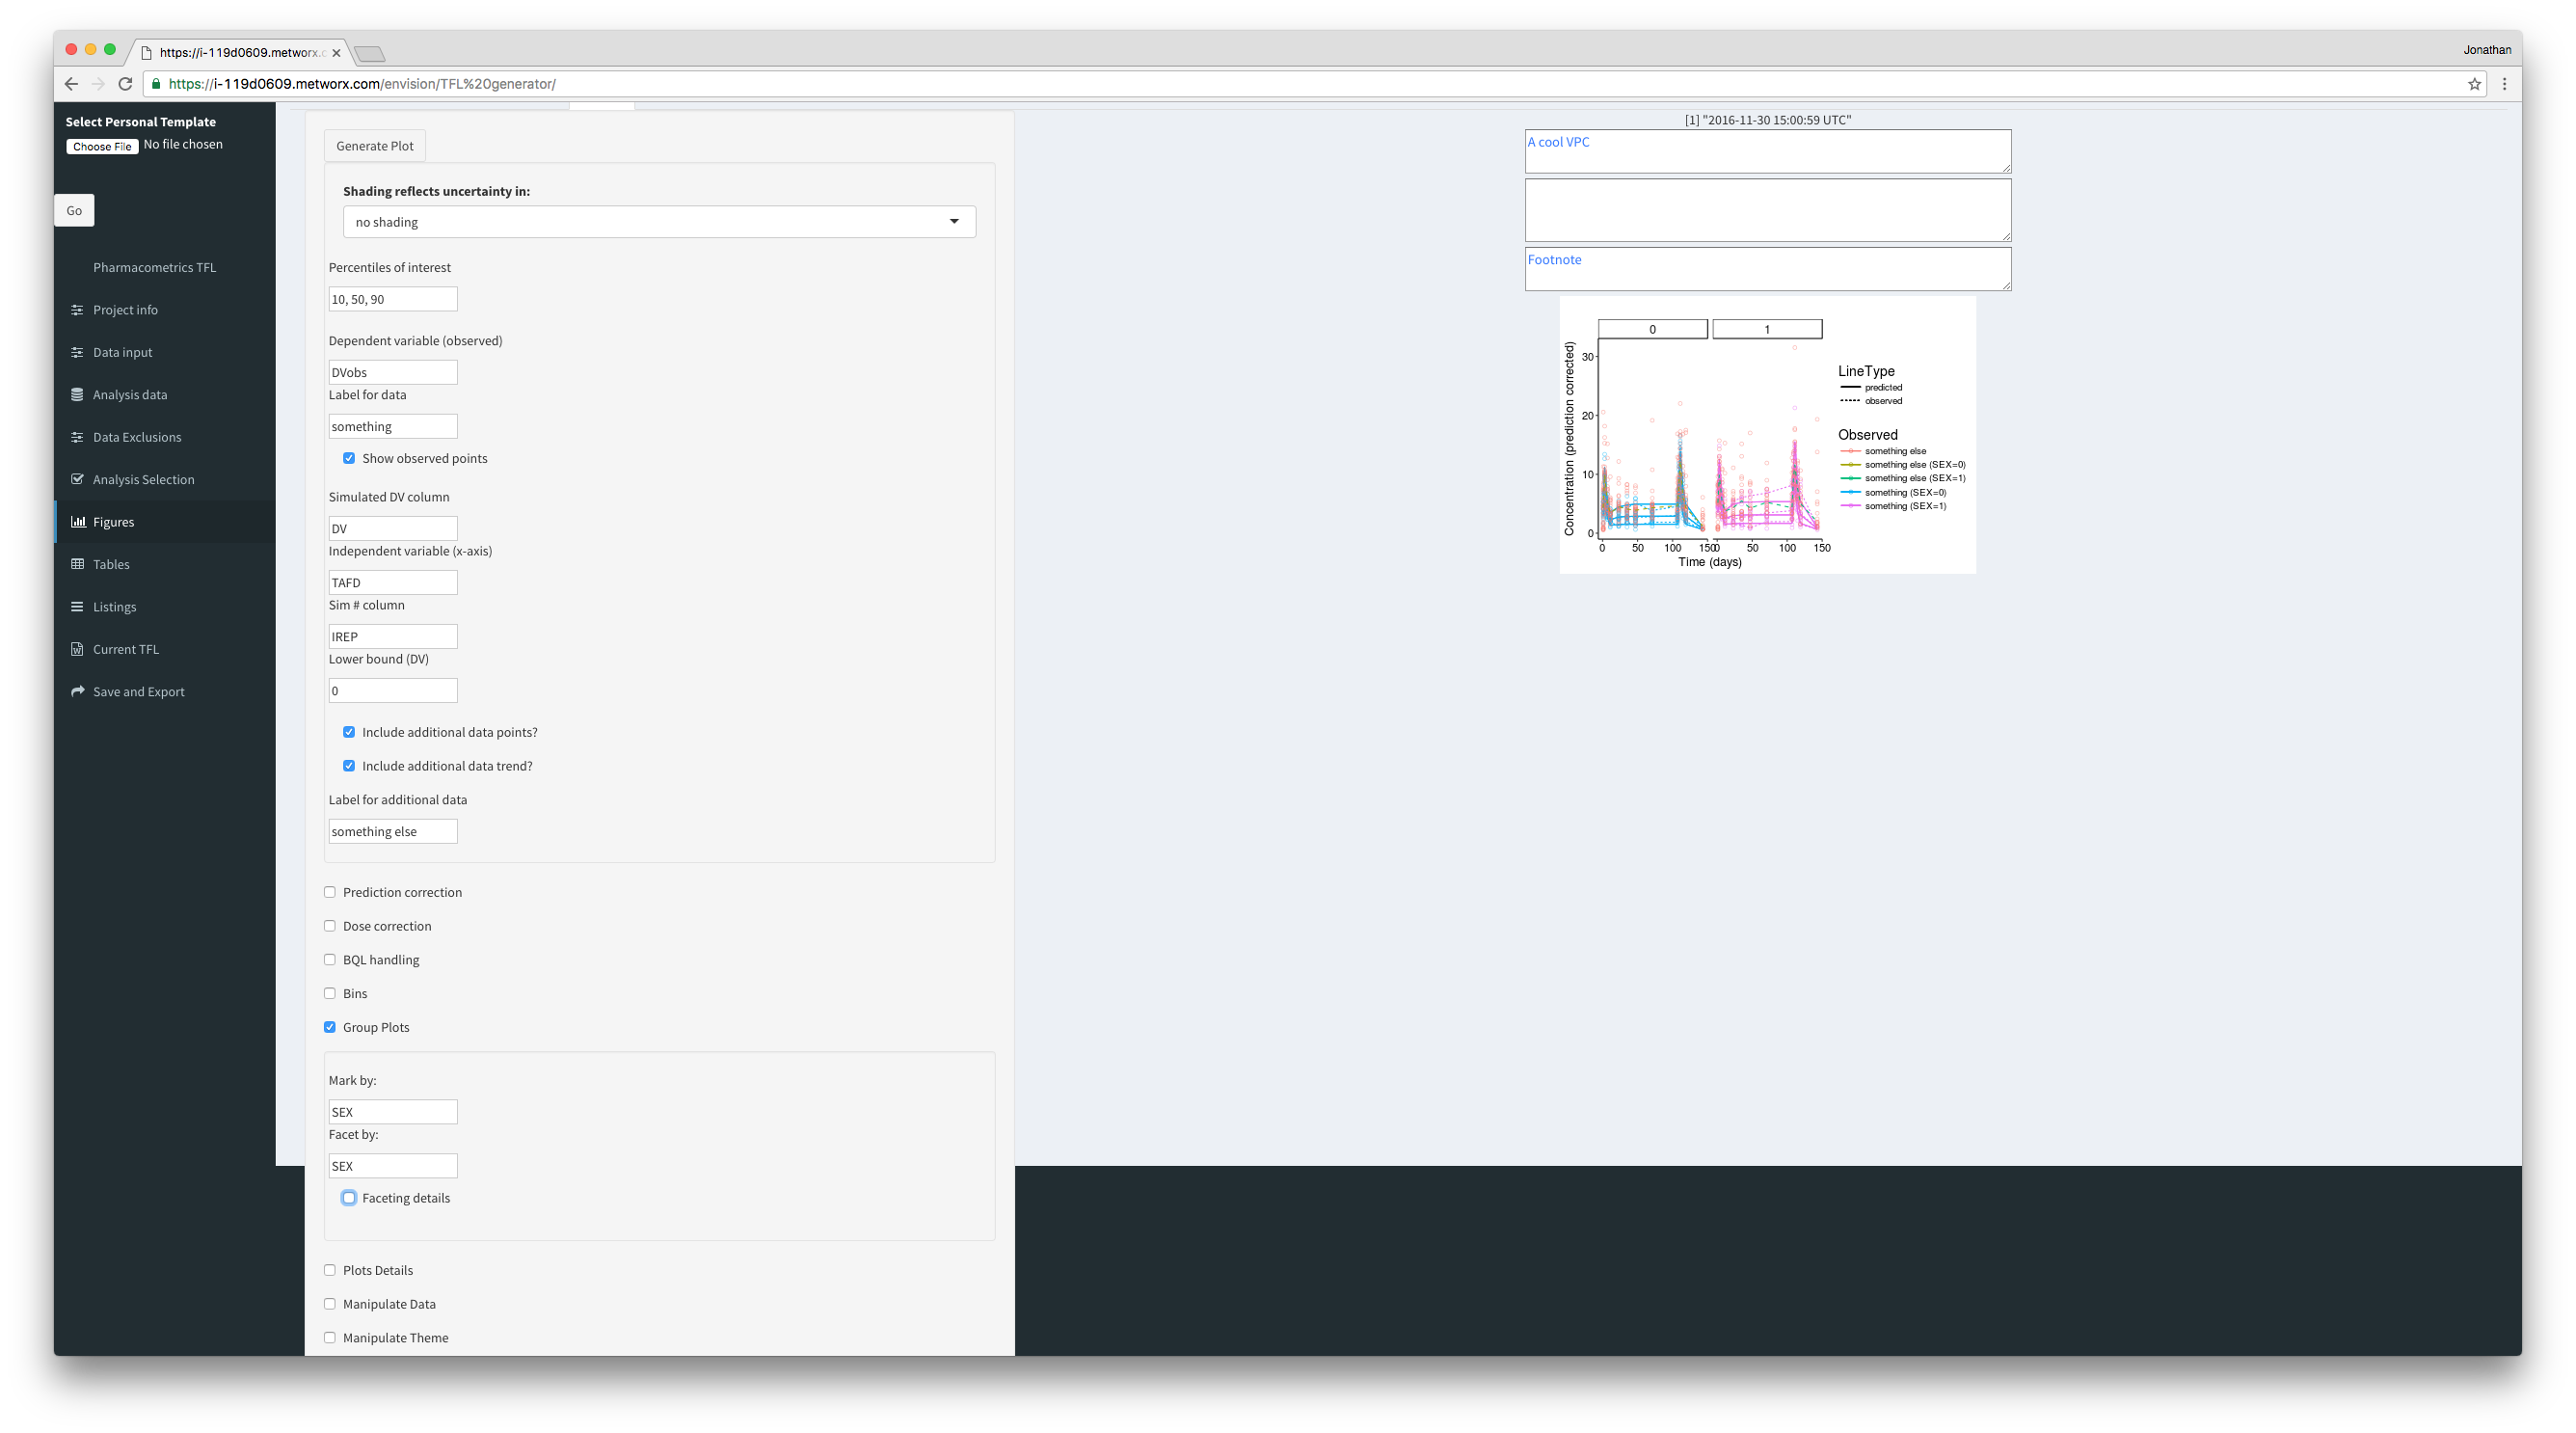 https://i-119d0609.metworx.c
Jonathan
https://i-119d0609.metworx.com/envision/TFL%20generator/
Select Personal Template
Choose File No file chosen
Go
Pharmacometrics TFL
Project info
Data input
Analysis data
Data Exclusions
Analysis Selection
Figures
Tables
Listings
Current TFL
Save and Export
Generate Plot
Shading reflects uncertainty in:
no shading
Percentiles of interest
10, 50, 90
Dependent variable (observed)
DVobs
Label for data
something
Show observed points
Simulated DV column
DV
Independent variable (x-axis)
TAFD
Sim # column
IREP
Lower bound (DV)
0
Include additional data points?
Include additional data trend?
Label for additional data
something else
Prediction correction
Dose correction
BQL handling
Bins
Group Plots
Mark by:
SEX
Facet by:
SEX
Faceting details
Plots Details
Manipulate Data
Manipulate Theme
[1] "2016-11-30 15:00:59 UTC"
A cool VPC
Footnote
0 1
Concentration (prediction corrected)
30
20
10
0
0 50 100 150 0 50 100 150
Time (days)
LineType
predicted
observed
Observed
something else
something else (SEX=0)
something else (SEX=1)
something (SEX=0)
something (SEX=1)